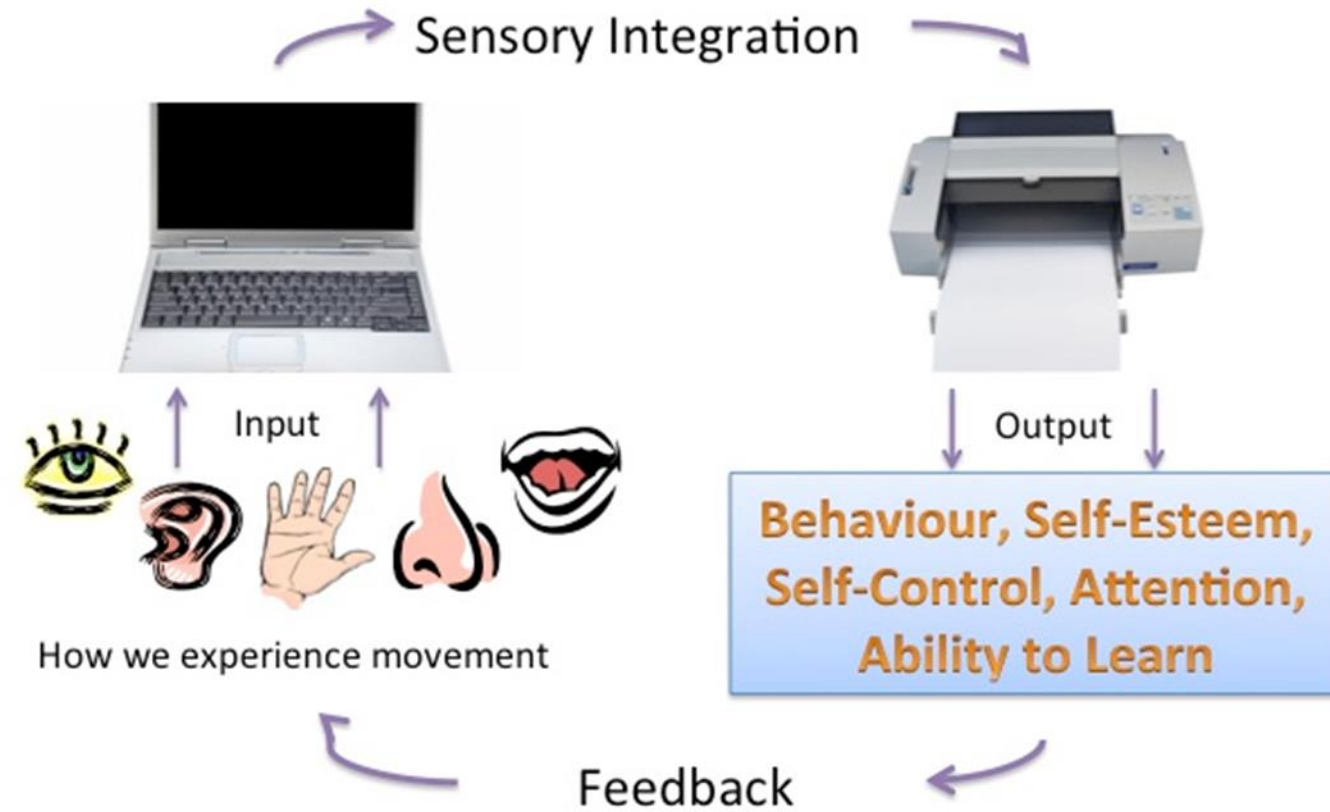 Sensory Integration
Input
How we experience movement
Output
Behaviour, Self-Esteem,
Self-Control, Attention,
Ability to Learn
Feedback